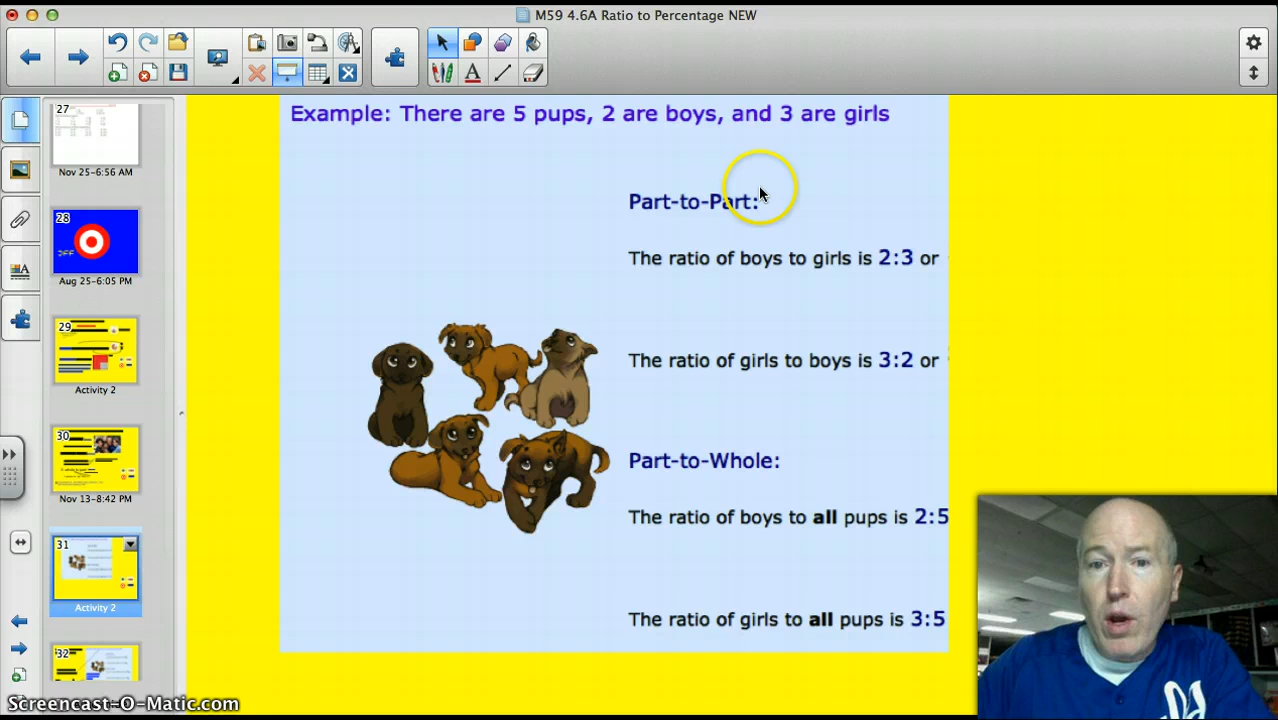 M59 4.6A Ratio to Percentage NEW
27
Nov 25-6:56 AM
28
OFF
Aug 25-6:05 PM
29
Activity 2
30
Nov 13-8:42 PM
31
Activity 2
32
Example: There are 5 pups, 2 are boys, and 3 are girls
Part-to-Part:
The ratio of boys to girls is 2:3 or
The ratio of girls to boys is 3:2 or
Part-to-Whole:
The ratio of boys to all pups is 2:5
The ratio of girls to all pups is 3:5
Screencast-O-Matic.com